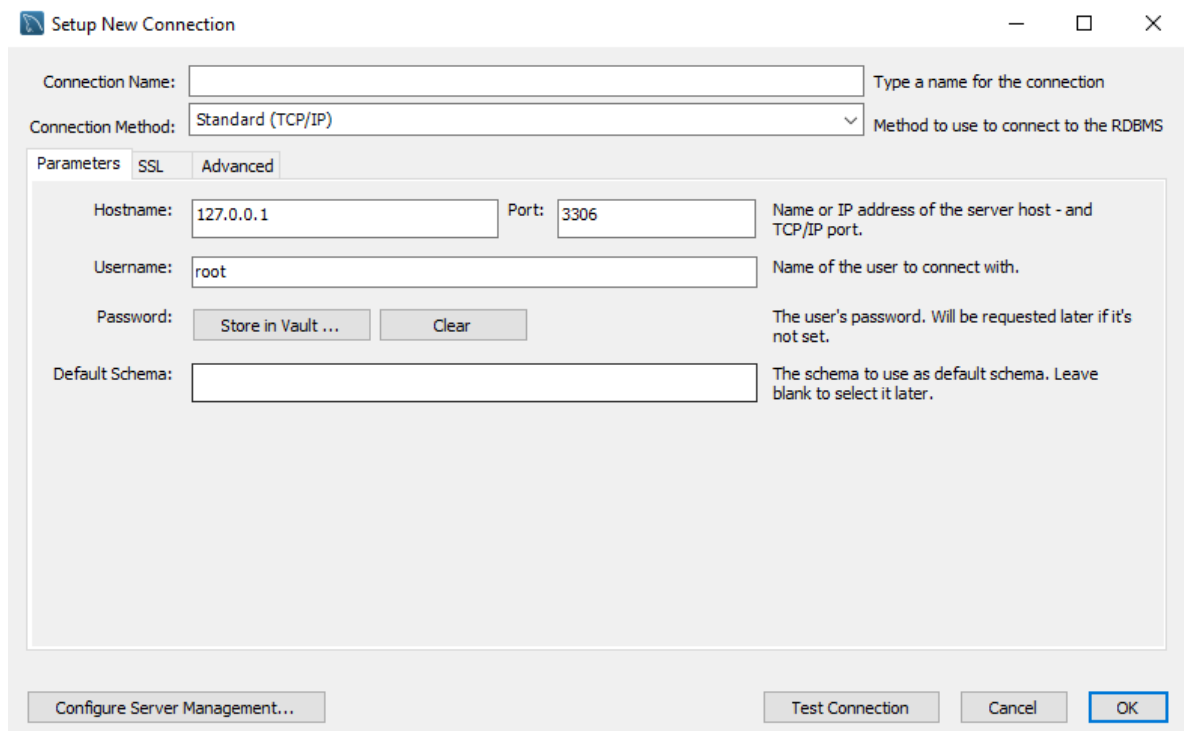 Setup New Connection
Connection Name: Type a name for the connection
Connection Method: Standard (TCP/IP) Method to use to connect to the RDBMS
Parameters SSL Advanced
Hostname: 127.0.0.1 Port: 3306 Name or IP address of the server host - and
TCP/IP port.
Username: root Name of the user to connect with.
Password: Store in Vault ... Clear The user's password. Will be requested later if it's
not set.
Default Schema: The schema to use as default schema. Leave
blank to select it later.
Configure Server Management... Test Connection Cancel OK